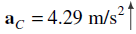 a_C = 4.29 m/s² ↑